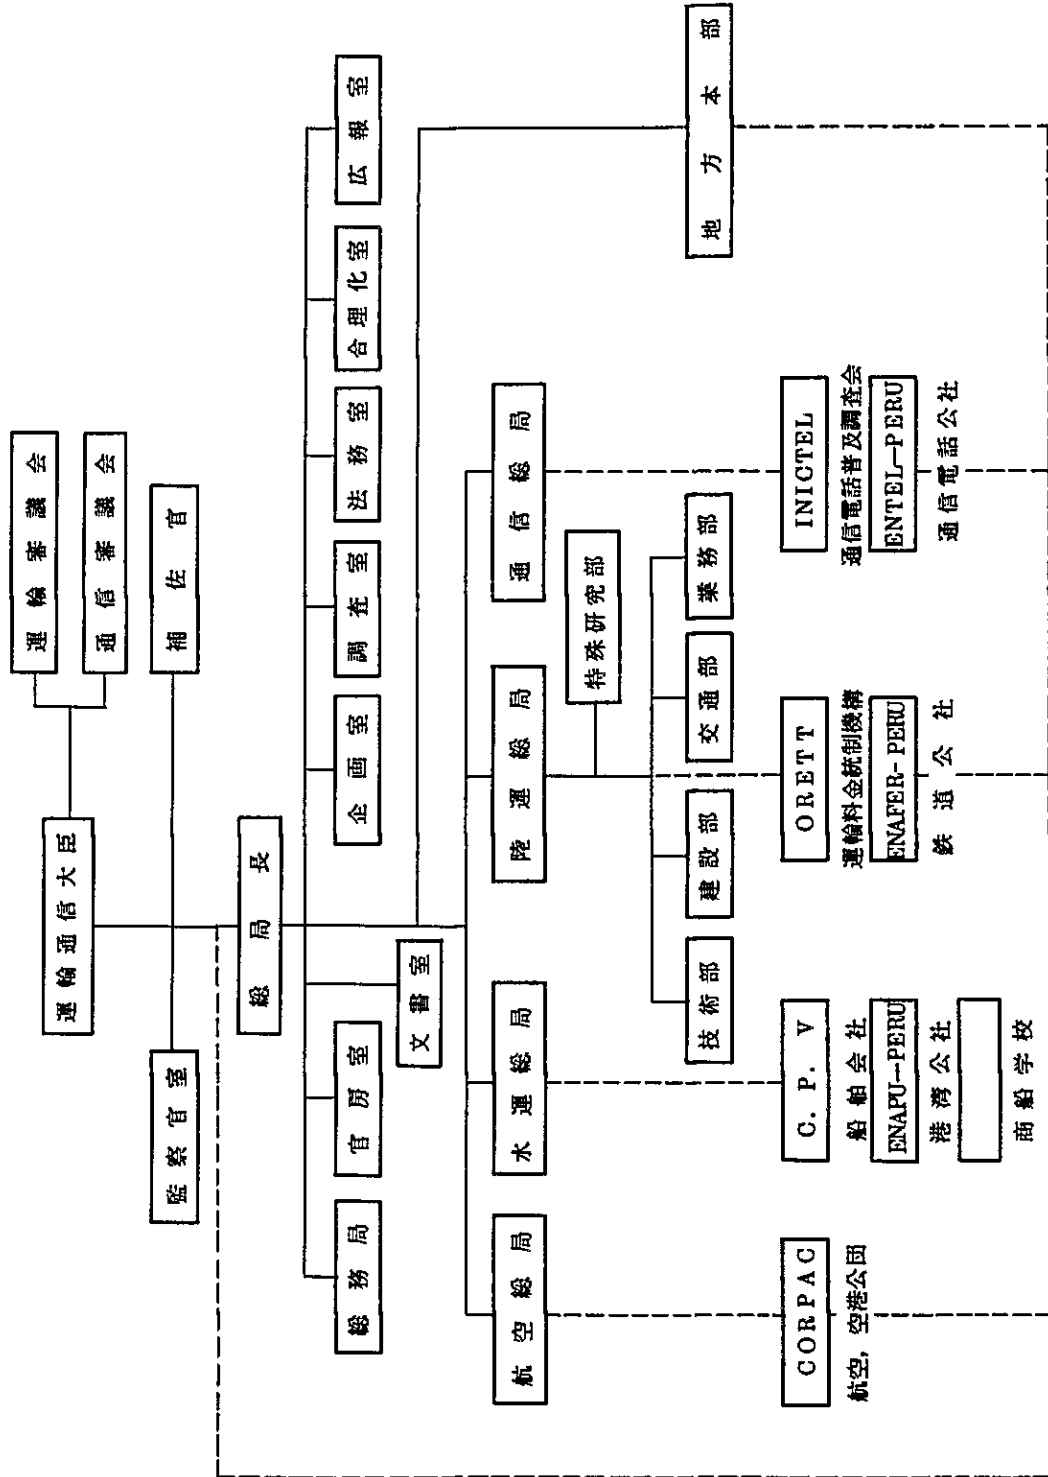 運輸審議会
通信審議会
運輸通信大臣
監察官室
補佐官
総局長
総務局
官房室
企画室
調査室
法務室
合理化室
広報室
文書室
航空総局
水運総局
陸運総局
通信総局
特殊研究部
技術部
建設部
交通部
業務部
地方本部
CORPAC
航空，空港公団
C. P. V
船舶会社
ENAPU-PERU
港湾公社
商船学校
ORETT
運輸料金統制機構
ENAFER-PERU
鉄道公社
INICTEL
通信電話普及調査会
ENTEL-PERU
通信電話公社